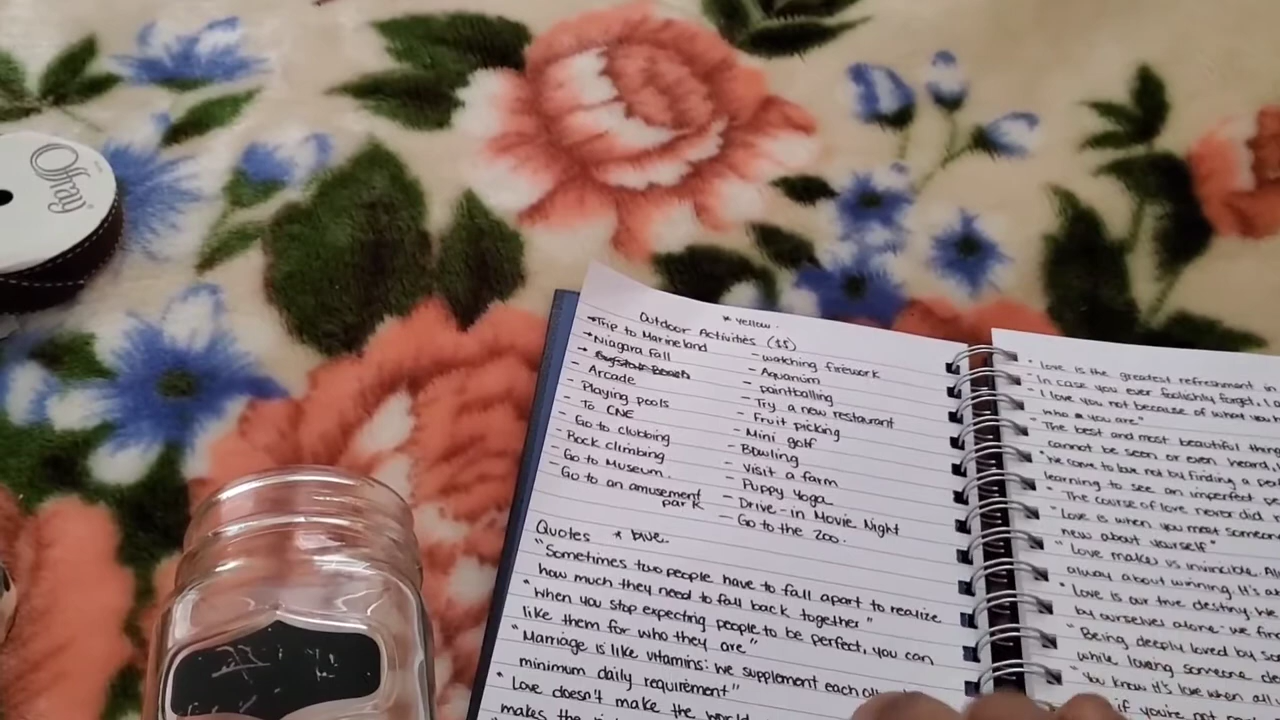 Offray
* yellow.
Outdoor Activities ($$)
Trip to Marineland
Niagara Fall
- Arcade
- Playing pools
- To CNE
- Go to clubbing
- Rock climbing
- Go to Museum.
- Go to an amusement
park
- watching firework
- Aquarium
- paintballing
- Try a new restaurant
- Fruit picking
- Mini golf
- Bowling
- Visit a farm
- Puppy Yoga
- Drive-in Movie Night
- Go to the zoo.
Quotes * blue.
"Sometimes two people have to fall apart to realize
how much they need to fall back together"
" when you stop expecting people to be perfect, you can
like them for who they are"
"Marriage is like vitamins: we supplement each
minimum daily requirement"
" Love doesn't make the world
makes the
" love is the greatest refreshment in
" In case you ever foolishly forget, I
" I love you not because of what you
who you are"
"The best and most beautiful thing
cannot be seen or even heard,
"We come to love not by finding a
learning to see an imperfect
"The course of love never did
"Love is when you meet someone
new about yourself"
" Love makes us invincible.
always about winning. It's
"Love is our true destiny. We
by ourselves alone: we find
"Being deeply loved by
while loving someone
"You know it's love when all
if you're not